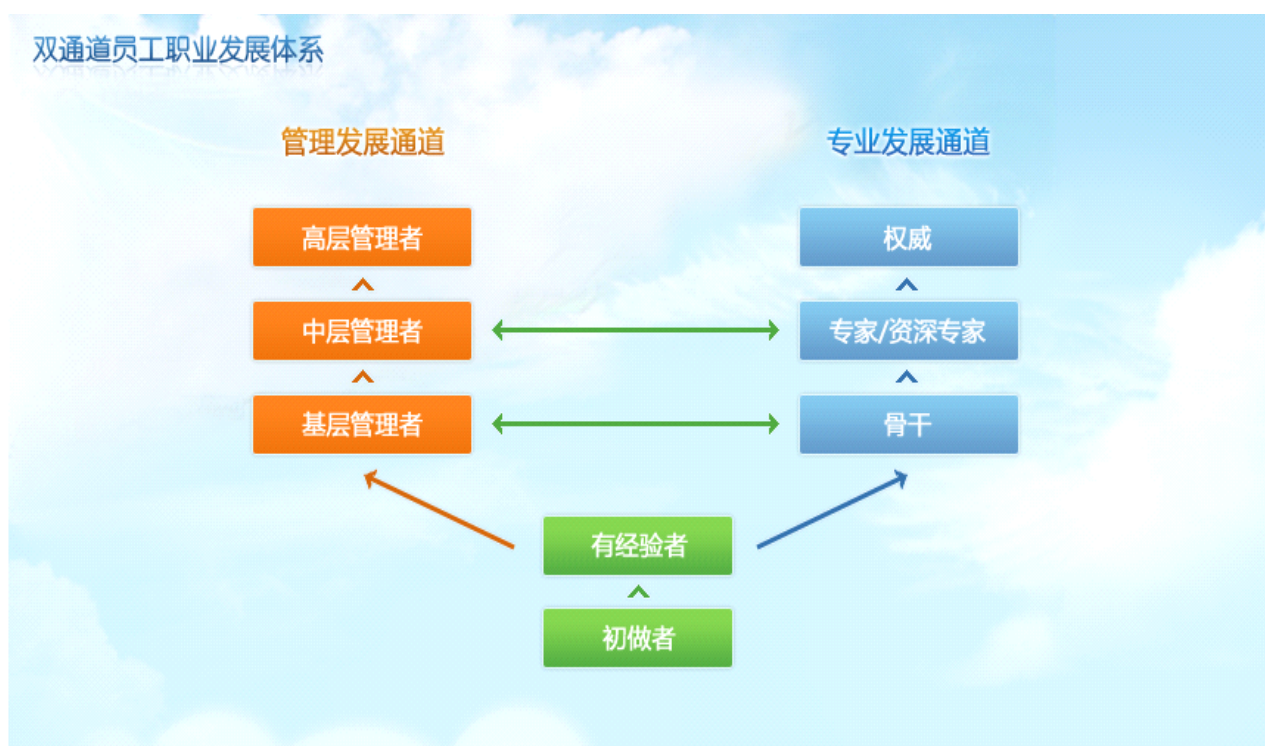 双通道员工职业发展体系
管理发展通道
专业发展通道
高层管理者
权威
中层管理者
专家/资深专家
基层管理者
骨干
有经验者
初做者